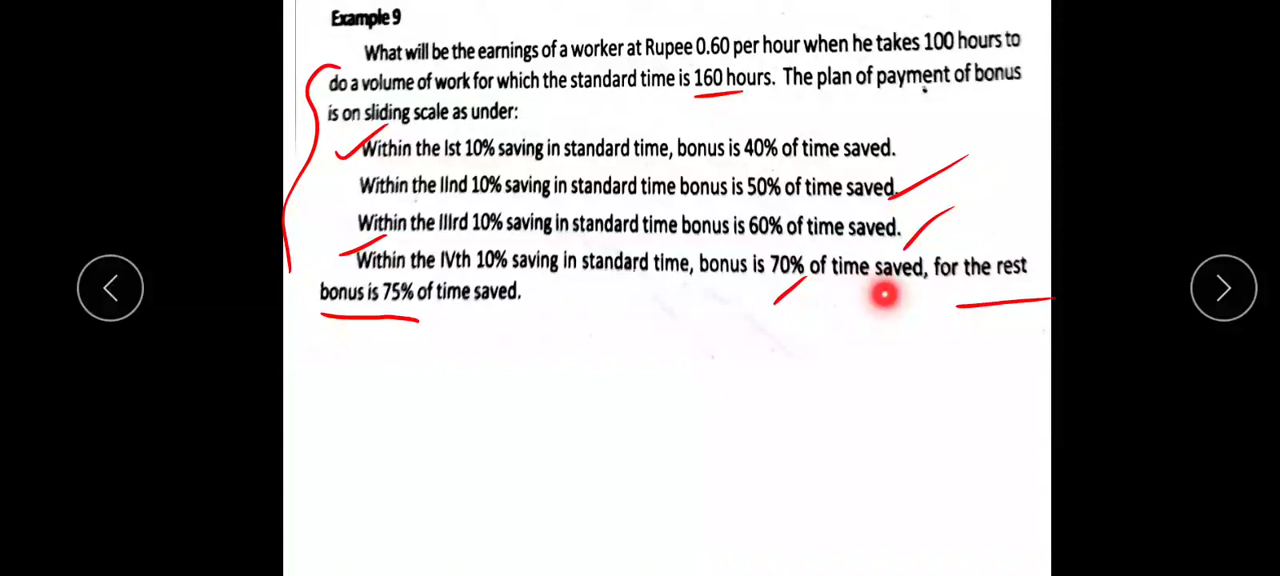 Example 9
What will be the earnings of a worker at Rupee 0.60 per hour when he takes 100 hours to
do a volume of work for which the standard time is 160 hours. The plan of payment of bonus
is on sliding scale as under:
Within the Ist 10% saving in standard time, bonus is 40% of time saved.
Within the IInd 10% saving in standard time bonus is 50% of time saved.
Within the IIIrd 10% saving in standard time bonus is 60% of time saved.
Within the IVth 10% saving in standard time, bonus is 70% of time saved, for the rest
bonus is 75% of time saved.